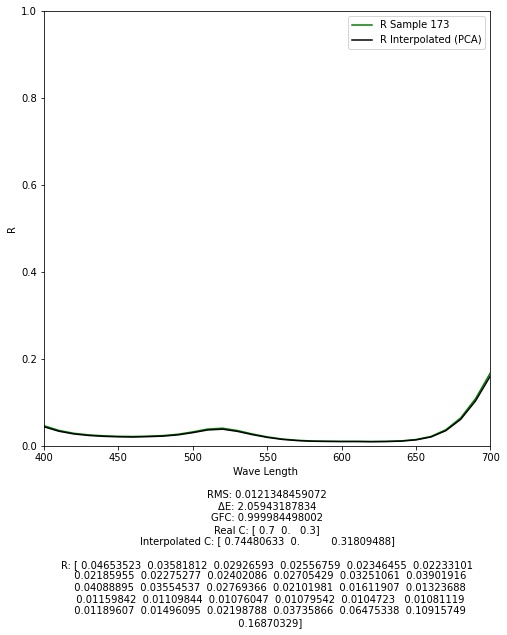 1.0
R Sample 173
R Interpolated (PCA)
0.8
0.6
R
0.4
0.2
0.0
400 450 500 550 600 650 700
Wave Length
RMS: 0.0121348459072
ΔE: 2.05943187834
GFC: 0.999984498002
Real C: [ 0.7 0. 0.3]
Interpolated C: [ 0.74480633 0. 0.31809488]
R: [ 0.04653523 0.03581812 0.02926593 0.02556759 0.02346455 0.02233101
0.02185955 0.02275277 0.02402086 0.02705429 0.03251061 0.03901916
0.04088895 0.03554537 0.02769366 0.02101981 0.01611907 0.01323688
0.01159842 0.01109844 0.01076047 0.01079542 0.0104723 0.01081119
0.01189607 0.01496095 0.02198788 0.03735866 0.06475338 0.10915749
0.16870329]